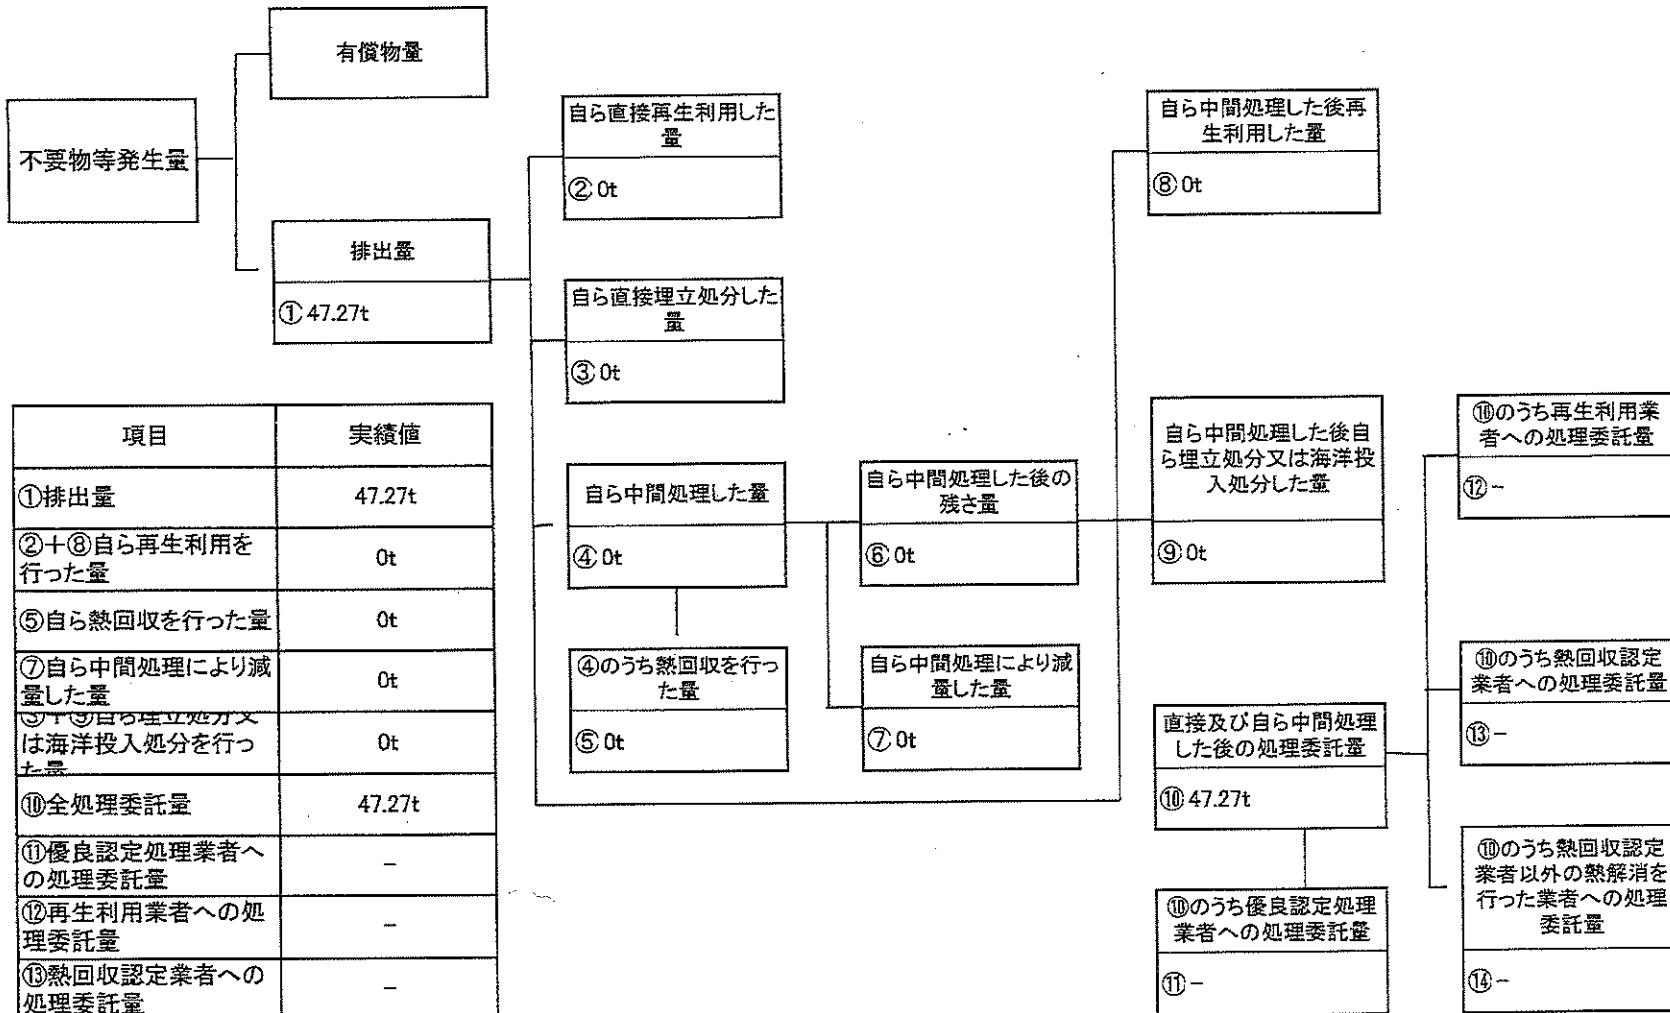 有償物量
不要物等発生量
排出量
①47.27t
自ら直接再生利用した
量
②0t
自ら直接埋立処分した
量
③0t
自ら中間処理した量
④0t
④のうち熱回収を行っ
た量
⑤0t
自ら中間処理した後の
残さ量
⑥0t
自ら中間処理により減
量した量
⑦0t
自ら中間処理した後再
生利用した量
⑧0t
自ら中間処理した後自
ら埋立処分又は海洋投
入処分した量
⑨0t
直接及び自ら中間処理
した後の処理委託量
⑩47.27t
⑩のうち優良認定処理
業者への処理委託量
⑪-
⑩のうち再生利用業
者への処理委託量
⑫-
⑩のうち熱回収認定
業者への処理委託量
⑬-
⑩のうち熱回収認定
業者以外の熱解消を
行った業者への処理
委託量
⑭-
項目 実績値
①排出量 47.27t
②+⑧自ら再生利用を
行った量 0t
⑤自ら熱回収を行った量 0t
⑦自ら中間処理により減
量した量 0t
③+⑨自ら埋立処分又
は海洋投入処分を行っ
た量 0t
⑩全処理委託量 47.27t
⑪優良認定処理業者へ
の処理委託量 -
⑫再生利用業者への処
理委託量 -
⑬熱回収認定業者への
処理委託量 -